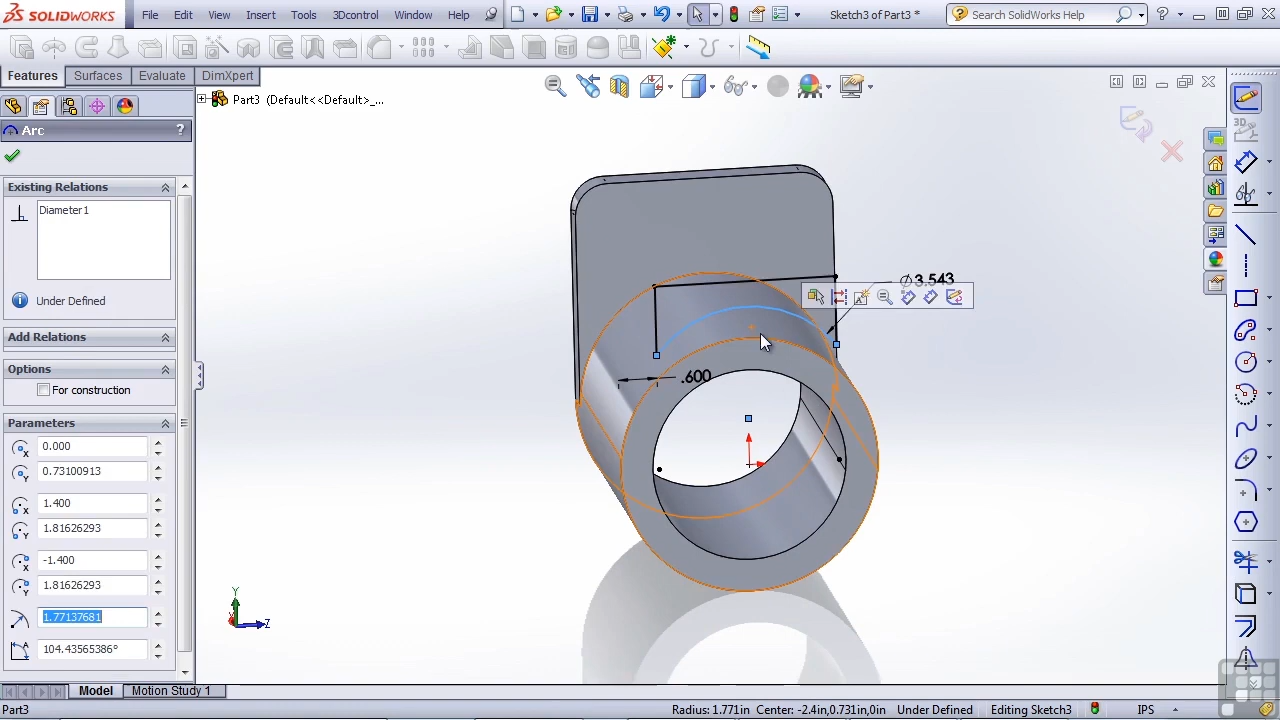 SOLIDWORKS File Edit View Insert Tools 3Dcontrol Window Help Sketch3 of Part3 * Search SolidWorks Help
Features Surfaces Evaluate DimXpert
Part3 (Default<<Default>_...
Arc ?
Existing Relations
Diameter1
Under Defined
Add Relations
Options
For construction
Parameters
0.000
0.73100913
1.400
1.81626293
-1.400
1.81626293
1.77137681
104.43565386°
∅3.543
.600
Y
Z
Model Motion Study 1
Part3 Radius: 1.771in Center: -2.4in,0.731in,0in Under Defined Editing Sketch3 IPS